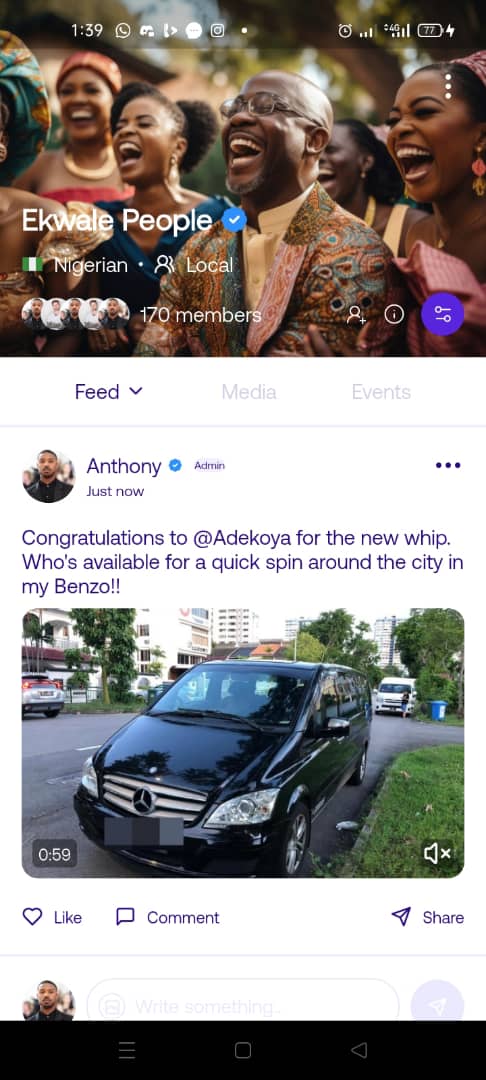 1:39
4G
77
Ekwale People
Nigerian • Local
170 members
Feed
Media
Events
Anthony Admin
•••
Just now
Congratulations to @Adekoya for the new whip.
Who's available for a quick spin around the city in
my Benzo!!
0:59
Like
Comment
Share
Write something..